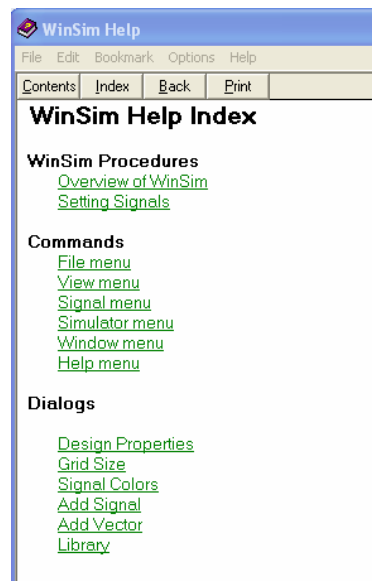 WinSim Help
File Edit Bookmark Options Help
Contents Index Back Print
WinSim Help Index
WinSim Procedures
Overview of WinSim
Setting Signals
Commands
File menu
View menu
Signal menu
Simulator menu
Window menu
Help menu
Dialogs
Design Properties
Grid Size
Signal Colors
Add Signal
Add Vector
Library